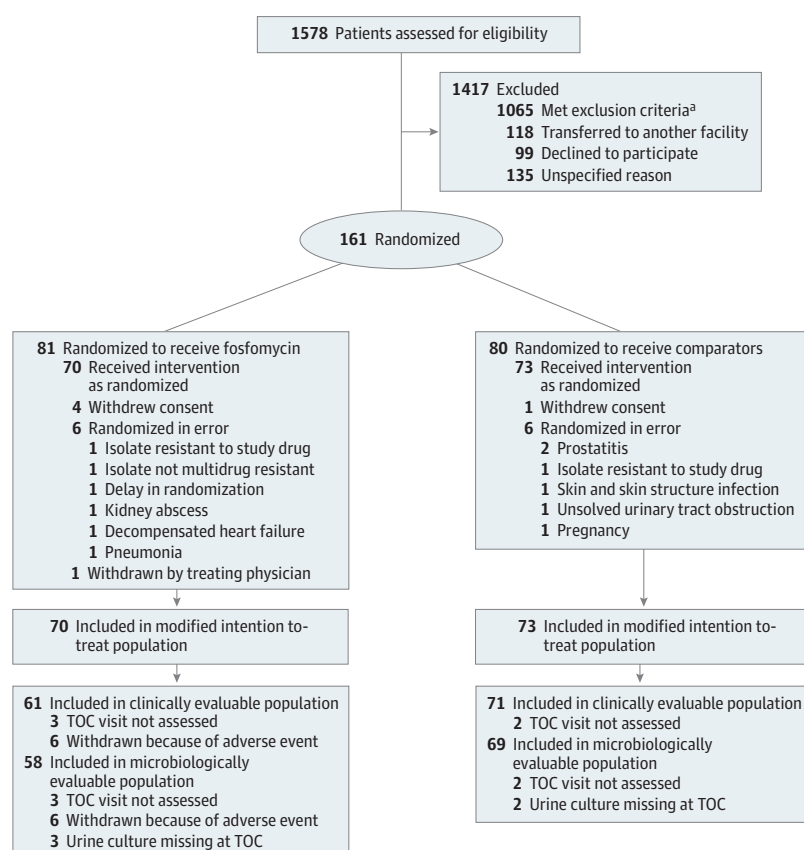 1578 Patients assessed for eligibility
1417 Excluded
1065 Met exclusion criteriaa
118 Transferred to another facility
99 Declined to participate
135 Unspecified reason
161 Randomized
81 Randomized to receive fosfomycin
70 Received intervention
as randomized
4 Withdrew consent
6 Randomized in error
1 Isolate resistant to study drug
1 Isolate not multidrug resistant
1 Delay in randomization
1 Kidney abscess
1 Decompensated heart failure
1 Pneumonia
1 Withdrawn by treating physician
80 Randomized to receive comparators
73 Received intervention
as randomized
1 Withdrew consent
6 Randomized in error
2 Prostatitis
1 Isolate resistant to study drug
1 Skin and skin structure infection
1 Unsolved urinary tract obstruction
1 Pregnancy
70 Included in modified intention to-
treat population
73 Included in modified intention to-
treat population
61 Included in clinically evaluable population
3 TOC visit not assessed
6 Withdrawn because of adverse event
58 Included in microbiologically
evaluable population
3 TOC visit not assessed
6 Withdrawn because of adverse event
3 Urine culture missing at TOC
71 Included in clinically evaluable population
2 TOC visit not assessed
69 Included in microbiologically
evaluable population
2 TOC visit not assessed
2 Urine culture missing at TOC